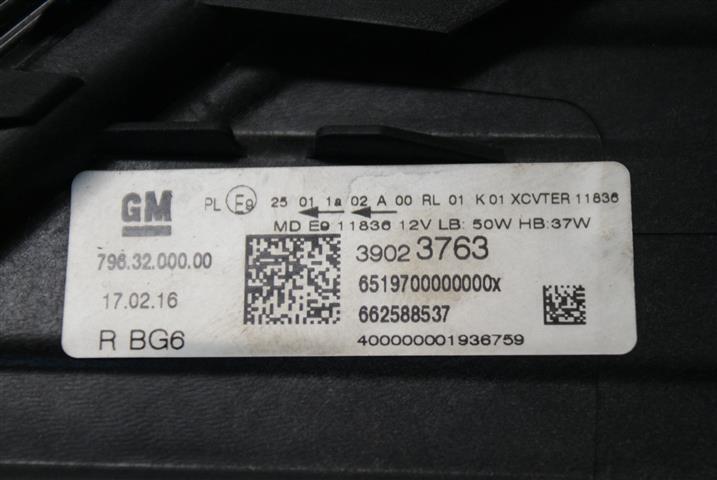 GM
PL E9 25 01 1a 02 A 00 RL 01 K 01 XCVTER 11836
MD E9 11836 12V LB: 50W HB:37W
796.32.000.00
3902 3763
17.02.16
6519700000000x
662588537
R BG6
400000001936759